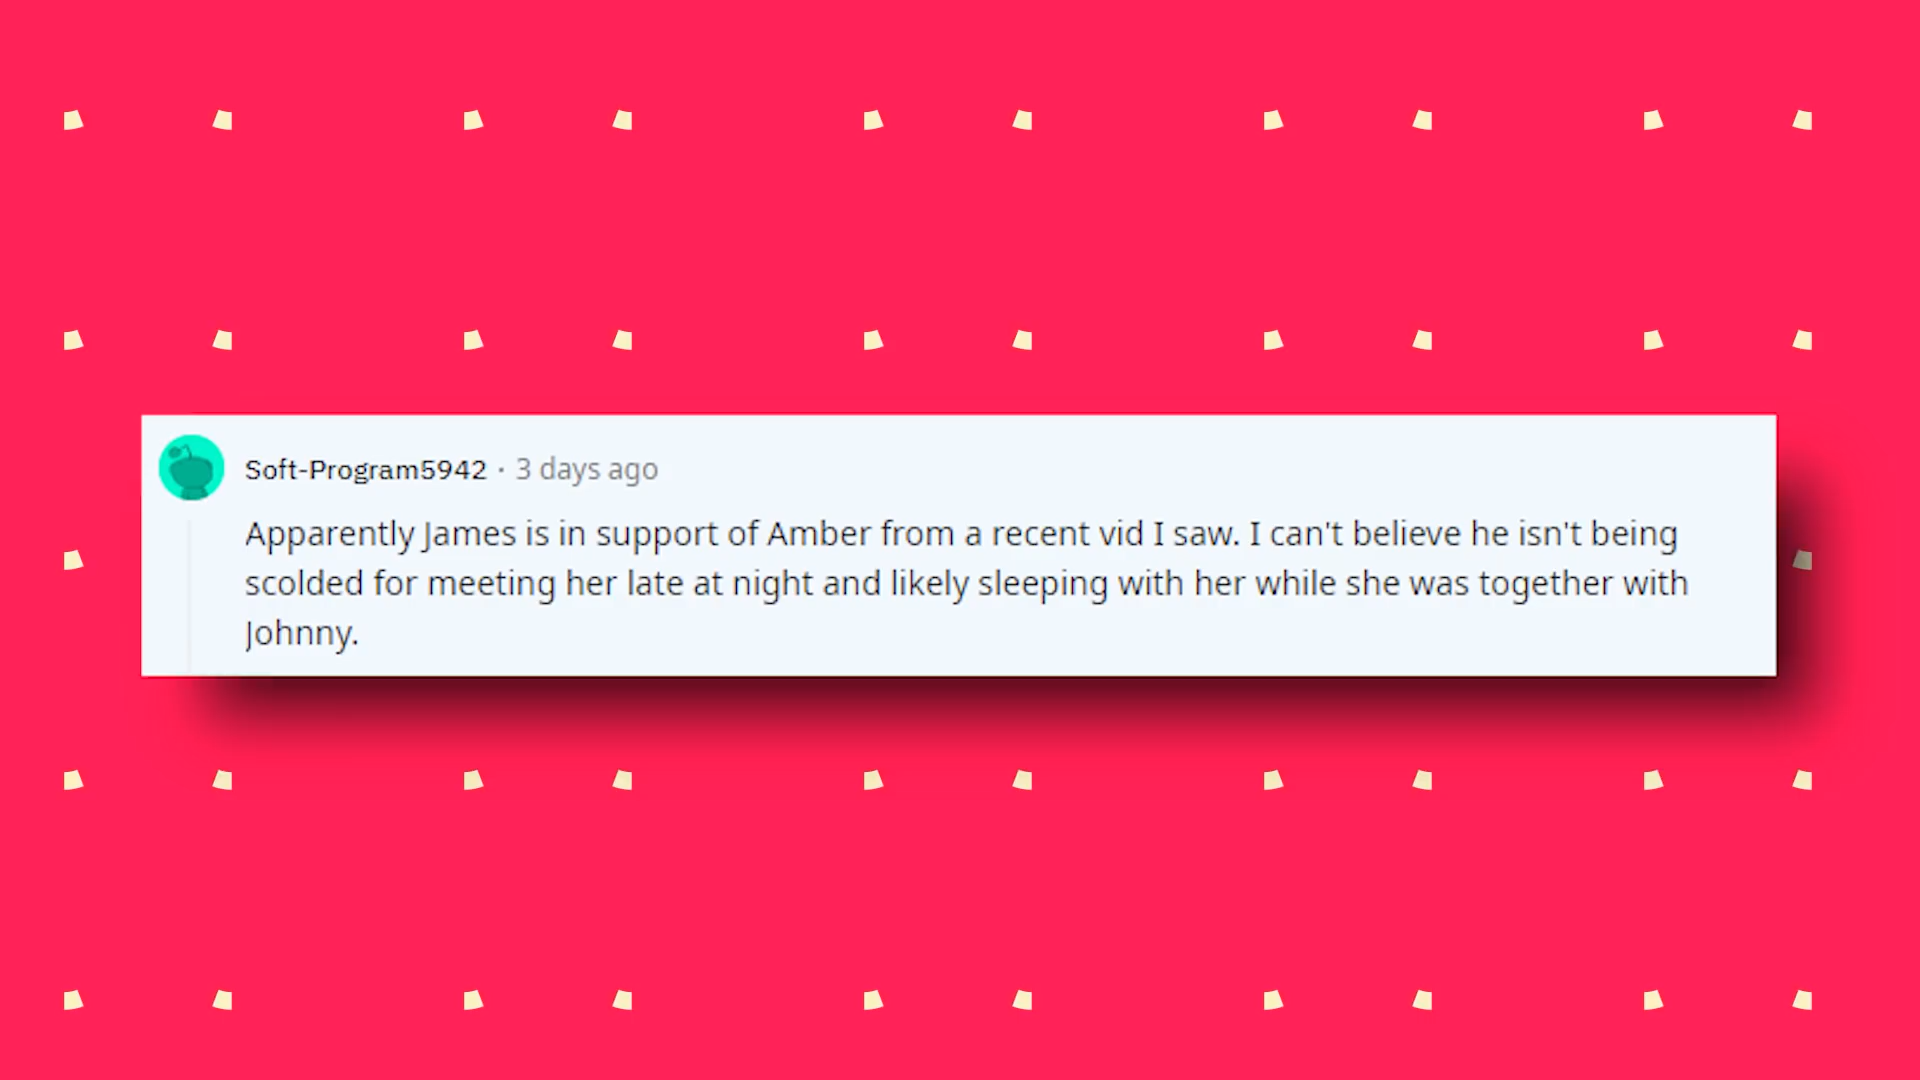 Soft-Program5942 · 3 days ago
Apparently James is in support of Amber from a recent vid I saw. I can't believe he isn't being
scolded for meeting her late at night and likely sleeping with her while she was together with
Johnny.